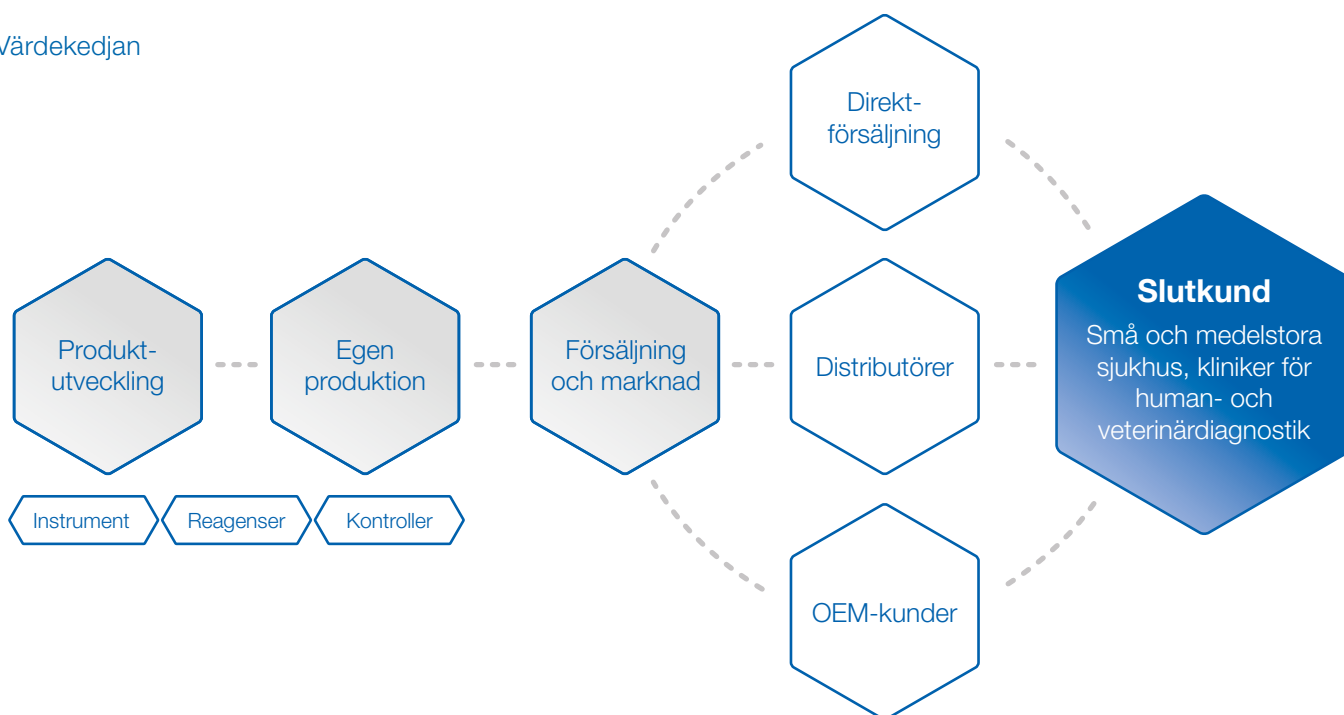 Värdekedjan
Produkt-
utveckling
Egen
produktion
Försäljning
och marknad
Direkt-
försäljning
Distributörer
OEM-kunder
Slutkund
Små och medelstora
sjukhus, kliniker för
human- och
veterinärdiagnostik
Instrument
Reagenser
Kontroller